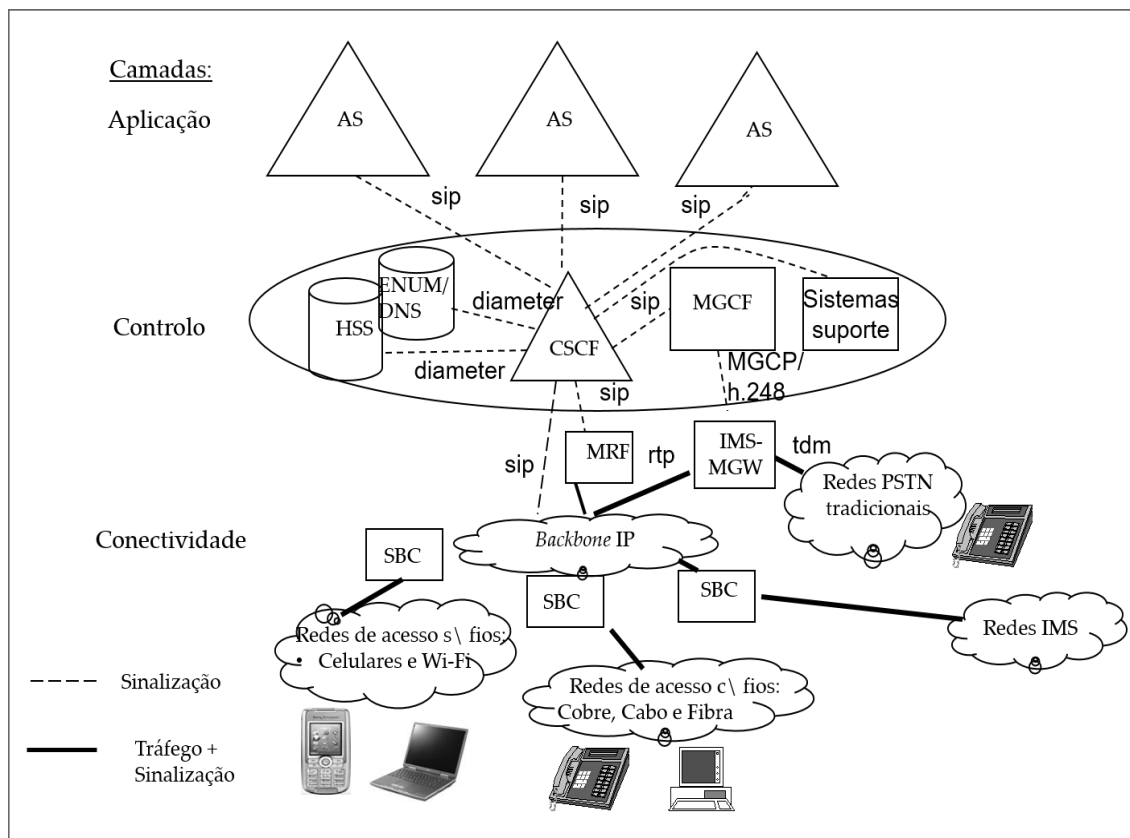 Camadas:
Aplicação
AS
AS
AS
sip
sip
sip
Controlo
ENUM/
DNS
HSS
diameter
diameter
CSCF
sip
MGCF
Sistemas
suporte
MGCP/
h.248
sip
sip
MRF
rtp
IMS-
MGW
tdm
Redes PSTN
tradicionais
Conectividade
Backbone IP
SBC
SBC
SBC
Redes IMS
Redes de acesso s\ fios:
• Celulares e Wi-Fi
Redes de acesso c\ fios:
Cobre, Cabo e Fibra
Sinalização
Tráfego +
Sinalização